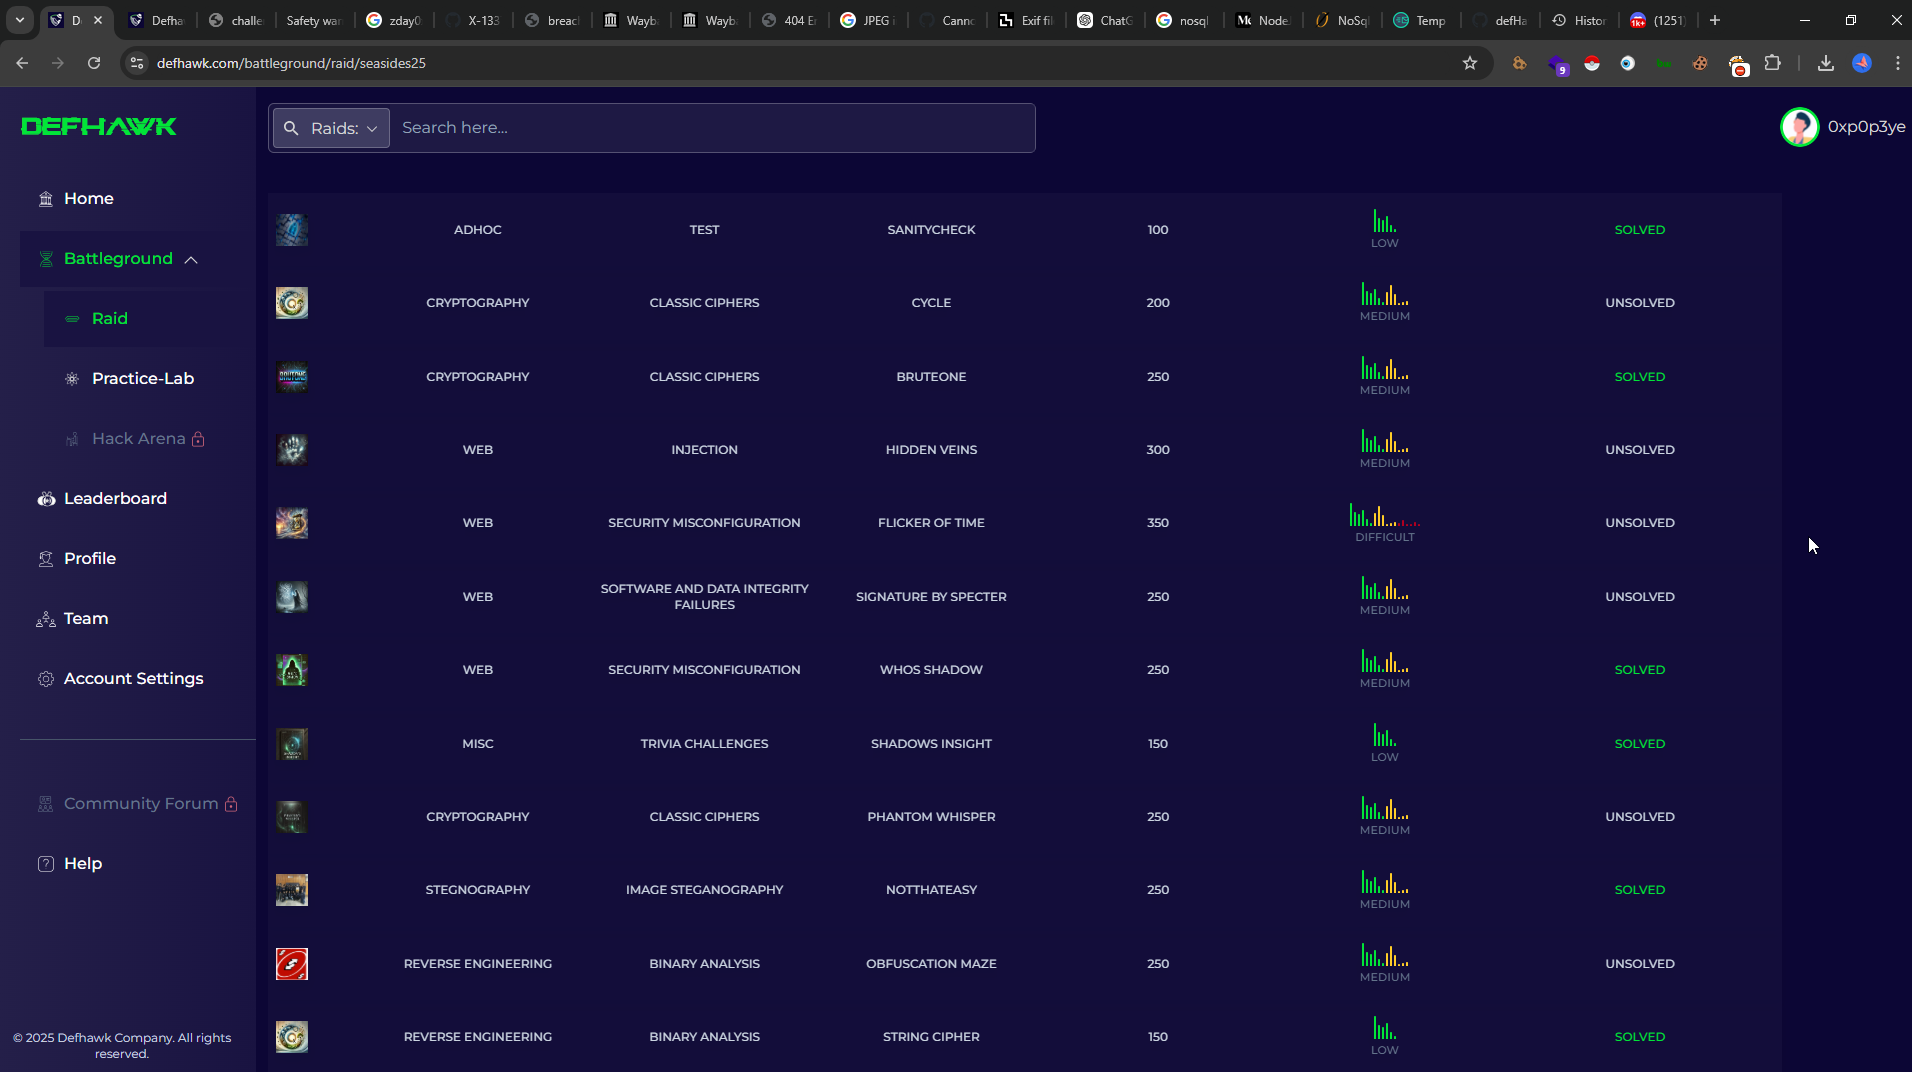 D
Defha
challe
Safety wa
zday0
X-133
breac
Wayb
Wayb
404 E
JPEG i
Canno
Exif fil
ChatG
nosql
NodeJ
NoSql
Temp
defHa
Histor
(1251)
defhawk.com/battleground/raid/seasides25
9
DEFHAWK
Raids:
Search here...
0xp0p3ye
Home
Battleground
Raid
Practice-Lab
Hack Arena
Leaderboard
Profile
Team
Account Settings
Community Forum
Help
© 2025 Defhawk Company. All rights
reserved.
ADHOC TEST SANITYCHECK 100 LOW SOLVED
CRYPTOGRAPHY CLASSIC CIPHERS CYCLE 200 MEDIUM UNSOLVED
CRYPTOGRAPHY CLASSIC CIPHERS BRUTEONE 250 MEDIUM SOLVED
WEB INJECTION HIDDEN VEINS 300 MEDIUM UNSOLVED
WEB SECURITY MISCONFIGURATION FLICKER OF TIME 350 DIFFICULT UNSOLVED
WEB SOFTWARE AND DATA INTEGRITY
FAILURES SIGNATURE BY SPECTER 250 MEDIUM UNSOLVED
WEB SECURITY MISCONFIGURATION WHOS SHADOW 250 MEDIUM SOLVED
MISC TRIVIA CHALLENGES SHADOWS INSIGHT 150 LOW SOLVED
CRYPTOGRAPHY CLASSIC CIPHERS PHANTOM WHISPER 250 MEDIUM UNSOLVED
STEGNOGRAPHY IMAGE STEGANOGRAPHY NOTTHATEASY 250 MEDIUM SOLVED
REVERSE ENGINEERING BINARY ANALYSIS OBFUSCATION MAZE 250 MEDIUM UNSOLVED
REVERSE ENGINEERING BINARY ANALYSIS STRING CIPHER 150 LOW SOLVED